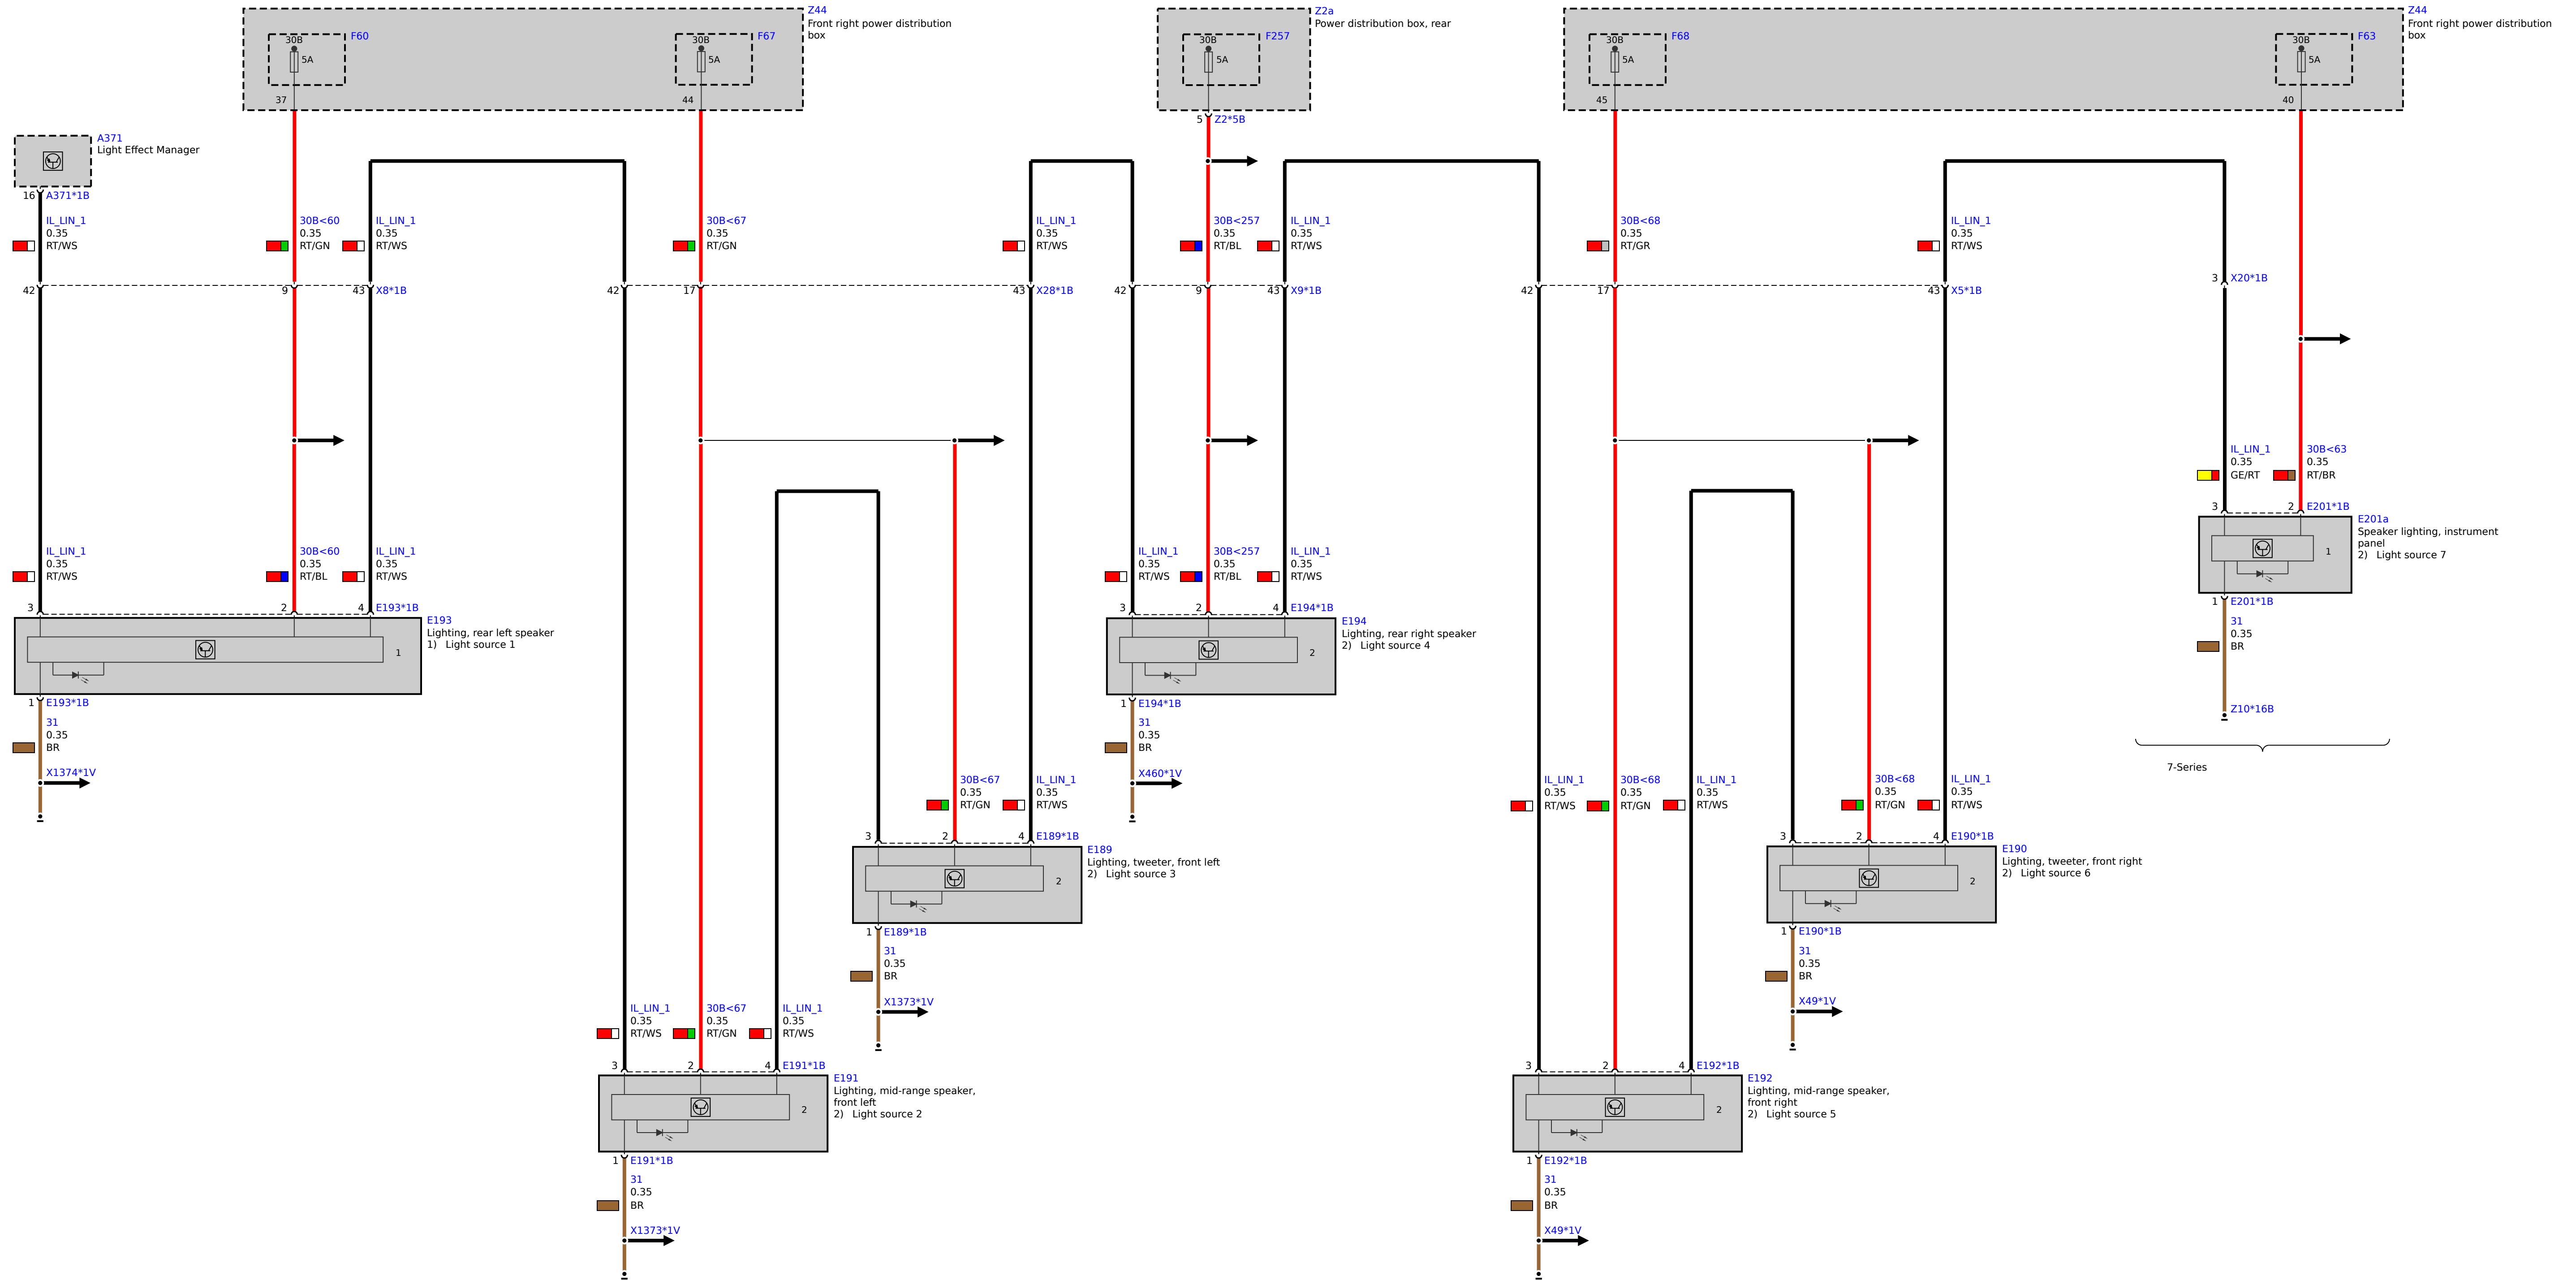 Z44
Front right power distribution
box
F60
30B
5A
37
F67
30B
5A
44
Z2a
Power distribution box, rear
F257
30B
5A
5
Z2*5B
Z44
Front right power distribution
box
F68
30B
5A
45
F63
30B
5A
40
A371
Light Effect Manager
16
A371*1B
IL_LIN_1
0.35
RT/WS
30B<60
0.35
RT/GN
IL_LIN_1
0.35
RT/WS
30B<67
0.35
RT/GN
IL_LIN_1
0.35
RT/WS
30B<257
0.35
RT/BL
IL_LIN_1
0.35
RT/WS
30B<68
0.35
RT/GR
IL_LIN_1
0.35
RT/WS
42
9
43
X8*1B
42
17
43
X28*1B
42
9
43
X9*1B
42
17
43
X5*1B
3
X20*1B
IL_LIN_1
0.35
GE/RT
30B<63
0.35
RT/BR
3
2
E201*1B
E201a
Speaker lighting, instrument
panel
2) Light source 7
1
1
E201*1B
31
0.35
BR
Z10*16B
7-Series
IL_LIN_1
0.35
RT/WS
30B<60
0.35
RT/BL
IL_LIN_1
0.35
RT/WS
3
2
4
E193*1B
E193
Lighting, rear left speaker
1) Light source 1
1
1
E193*1B
31
0.35
BR
X1374*1V
IL_LIN_1
0.35
RT/WS
30B<257
0.35
RT/BL
IL_LIN_1
0.35
RT/WS
3
2
4
E194*1B
E194
Lighting, rear right speaker
2) Light source 4
2
1
E194*1B
31
0.35
BR
X460*1V
30B<67
0.35
RT/GN
IL_LIN_1
0.35
RT/WS
3
2
4
E189*1B
E189
Lighting, tweeter, front left
2) Light source 3
2
1
E189*1B
31
0.35
BR
X1373*1V
IL_LIN_1
0.35
RT/WS
30B<68
0.35
RT/GN
IL_LIN_1
0.35
RT/WS
30B<68
0.35
RT/GN
IL_LIN_1
0.35
RT/WS
3
2
4
E190*1B
E190
Lighting, tweeter, front right
2) Light source 6
2
1
E190*1B
31
0.35
BR
X49*1V
IL_LIN_1
0.35
RT/WS
30B<67
0.35
RT/GN
IL_LIN_1
0.35
RT/WS
3
2
4
E191*1B
E191
Lighting, mid-range speaker,
front left
2) Light source 2
2
1
E191*1B
31
0.35
BR
X1373*1V
3
2
4
E192*1B
E192
Lighting, mid-range speaker,
front right
2) Light source 5
2
1
E192*1B
31
0.35
BR
X49*1V